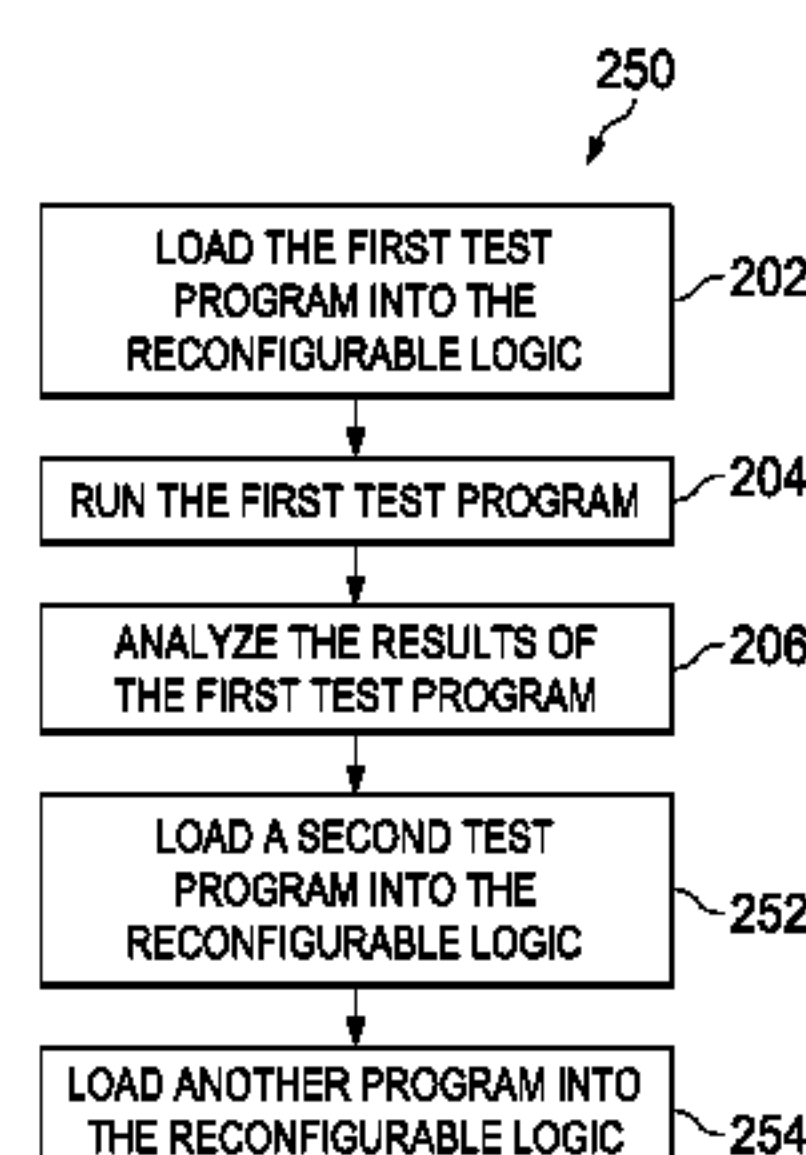 250
LOAD THE FIRST TEST
PROGRAM INTO THE
RECONFIGURABLE LOGIC
202
RUN THE FIRST TEST PROGRAM
204
ANALYZE THE RESULTS OF
THE FIRST TEST PROGRAM
206
LOAD A SECOND TEST
PROGRAM INTO THE
RECONFIGURABLE LOGIC
252
LOAD ANOTHER PROGRAM INTO
THE RECONFIGURABLE LOGIC
254